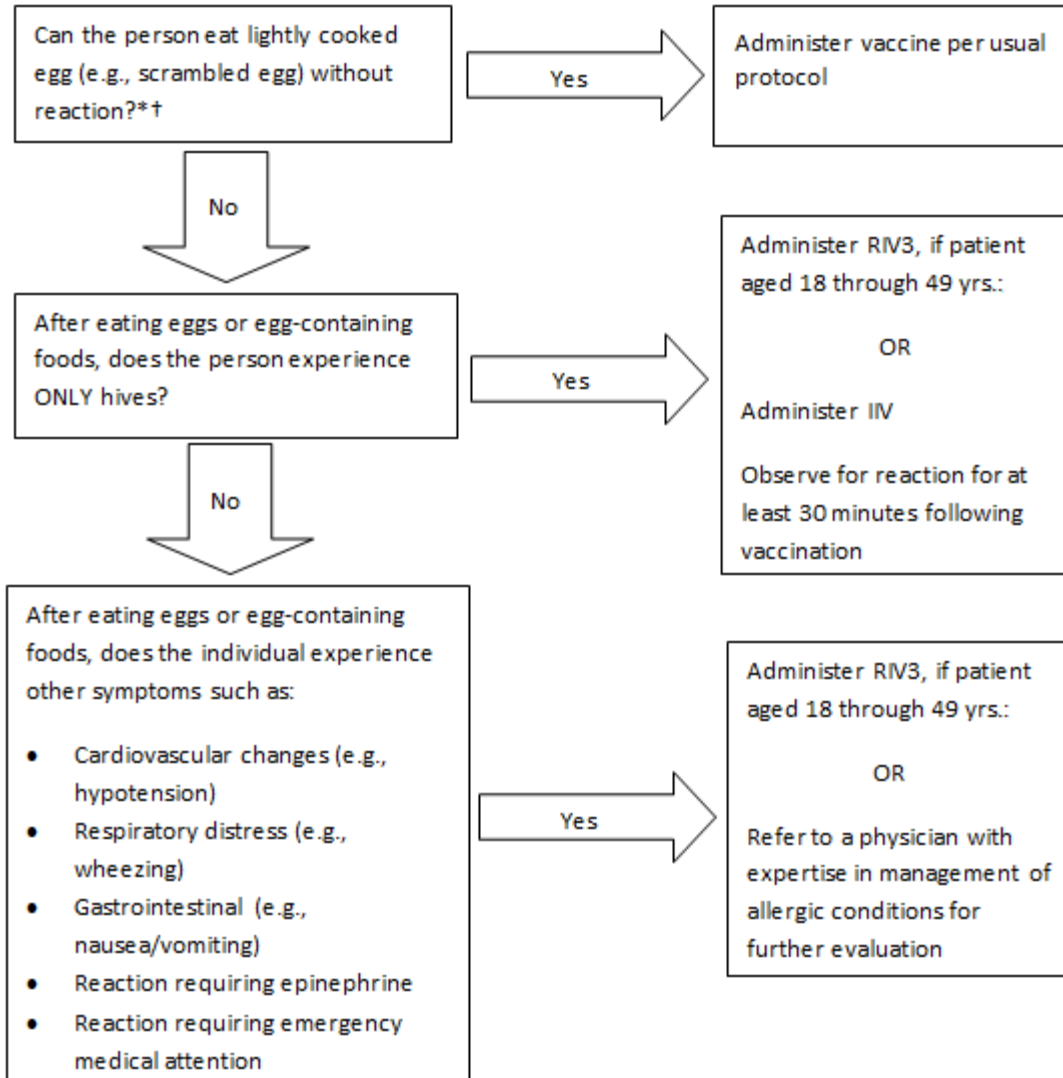 Can the person eat lightly cooked
egg (e.g., scrambled egg) without
reaction?*†
Yes
Administer vaccine per usual
protocol
No
After eating eggs or egg-containing
foods, does the person experience
ONLY hives?
Yes
Administer RIV3, if patient
aged 18 through 49 yrs.:
OR
Administer IIV
Observe for reaction for at
least 30 minutes following
vaccination
No
After eating eggs or egg-containing
foods, does the individual experience
other symptoms such as:
• Cardiovascular changes (e.g.,
hypotension)
• Respiratory distress (e.g.,
wheezing)
• Gastrointestinal (e.g.,
nausea/vomiting)
• Reaction requiring epinephrine
• Reaction requiring emergency
medical attention
Yes
Administer RIV3, if patient
aged 18 through 49 yrs.:
OR
Refer to a physician with
expertise in management of
allergic conditions for
further evaluation